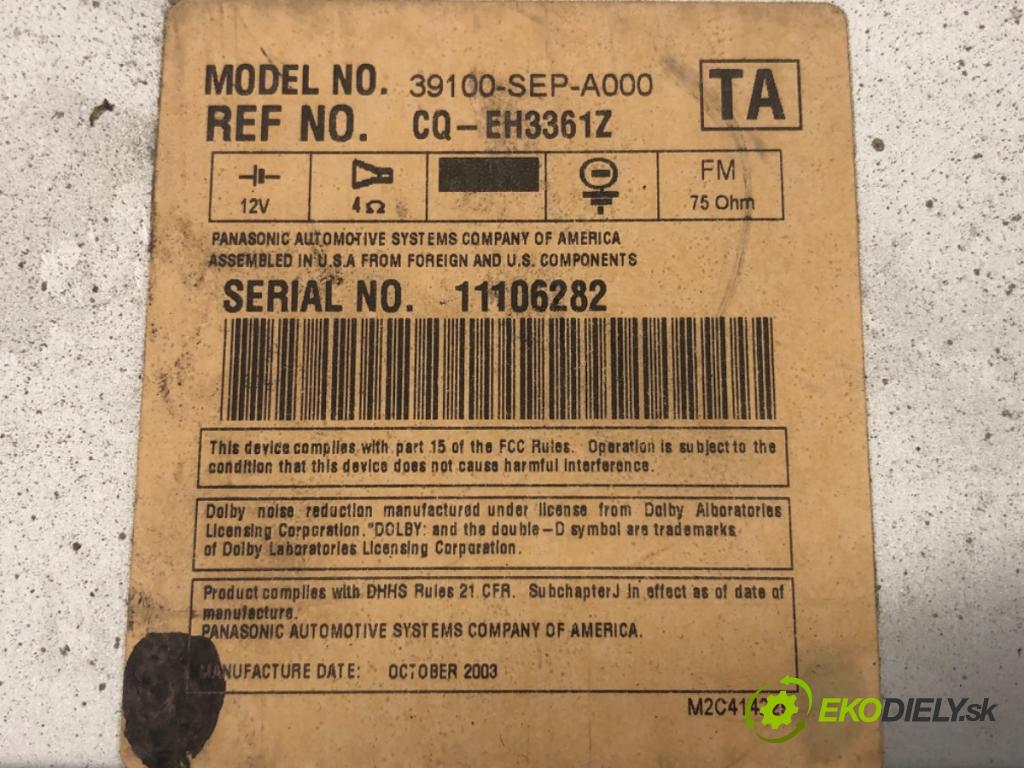 MODEL NO. 39100-SEP-A000
TA
REF NO. CQ-EH3361Z
12V
4Ω
FM
75 Ohm
PANASONIC AUTOMOTIVE SYSTEMS COMPANY OF AMERICA
ASSEMBLED IN U.S.A FROM FOREIGN AND U.S. COMPONENTS
SERIAL NO. 11106282
This device complies with part 15 of the FCC Rules. Operation is subject to the
condition that this device does not cause harmful interference.
Dolby noise reduction manufactured under license from Dolby Alboratories
Licensing Corporation. "DOLBY: and the double-D symbol are trademarks
of Dolby Laboratories Licensing Corporation.
Product complies with DHHS Rules 21 CFR. Subchapter J in effect as of date of
manufacture.
PANASONIC AUTOMOTIVE SYSTEMS COMPANY OF AMERICA.
MANUFACTURE DATE: OCTOBER 2003
EKODIELY.sk